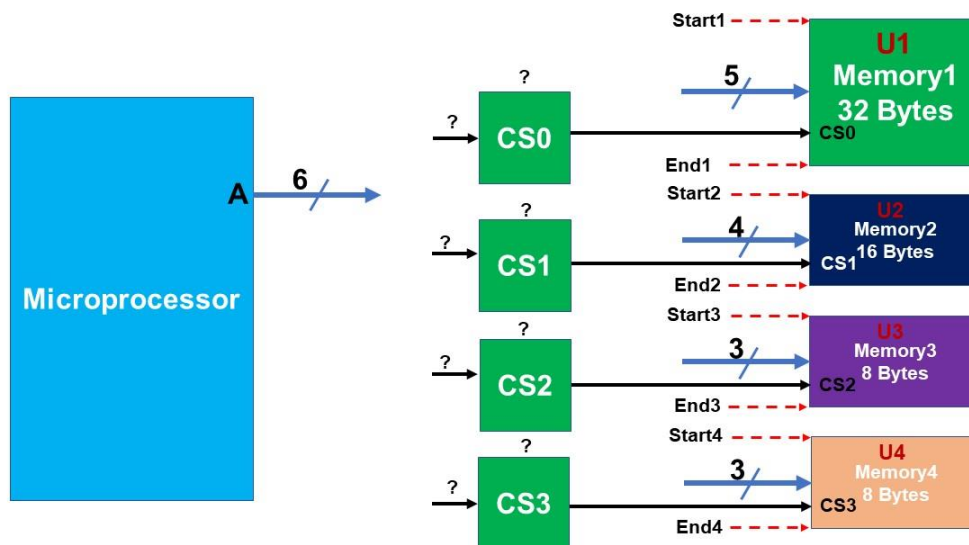 Microprocessor
A
6
?
?
CS0
?
?
CS1
?
?
CS2
?
?
CS3
Start1
5
End1
U1
Memory1
32 Bytes
CS0
Start2
4
End2
U2
Memory2
16 Bytes
CS1
Start3
3
End3
U3
Memory3
8 Bytes
CS2
Start4
3
End4
U4
Memory4
8 Bytes
CS3